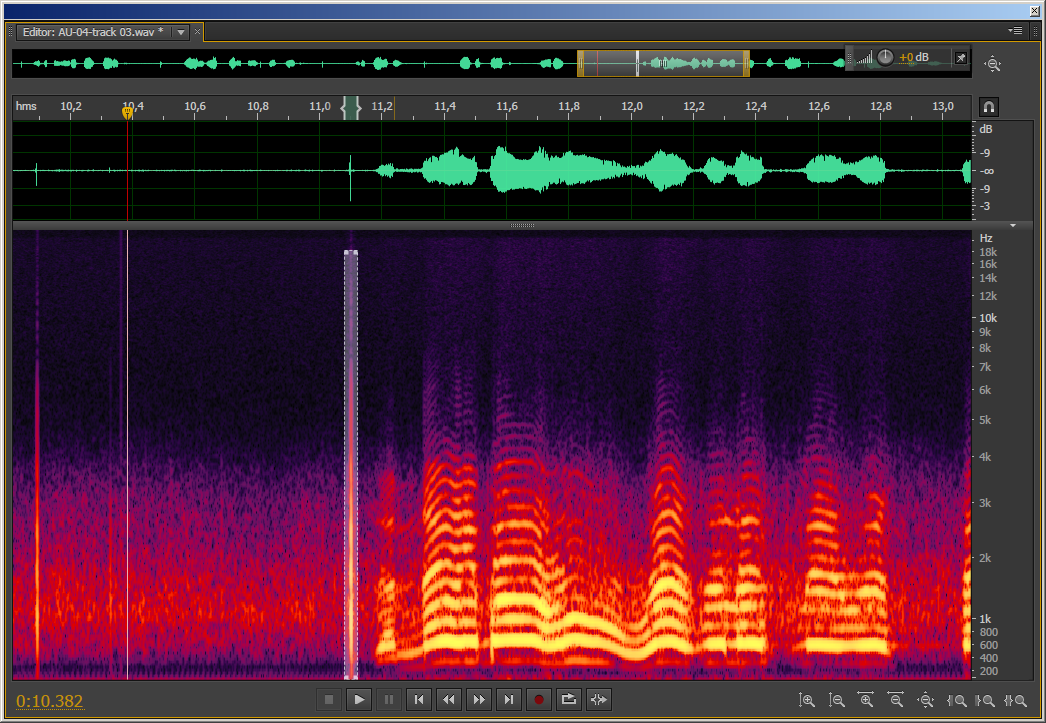 Editor: AU-04-track 03.wav *
+0 dB
hms 10,2 10,4 10,6 10,8 11,0 11,2 11,4 11,6 11,8 12,0 12,2 12,4 12,6 12,8 13,0
dB
-9
-∞
-9
-3
Hz
18k
16k
14k
12k
10k
9k
8k
7k
6k
5k
4k
3k
2k
1k
800
600
400
200
0:10.382